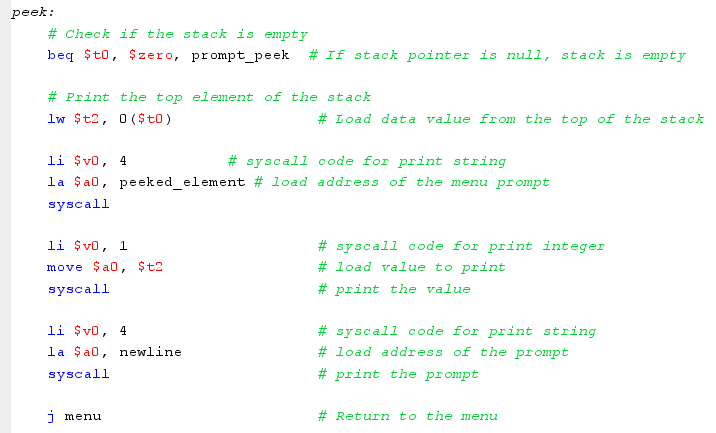 peek:
    # Check if the stack is empty
    beq $t0, $zero, prompt_peek  # If stack pointer is null, stack is empty

    # Print the top element of the stack
    lw $t2, 0($t0)                # Load data value from the top of the stack

    li $v0, 4           # syscall code for print string
    la $a0, peeked_element # load address of the menu prompt
    syscall

    li $v0, 1                     # syscall code for print integer
    move $a0, $t2                 # load value to print
    syscall                       # print the value

    li $v0, 4                     # syscall code for print string
    la $a0, newline               # load address of the prompt
    syscall                       # print the prompt

    j menu                        # Return to the menu